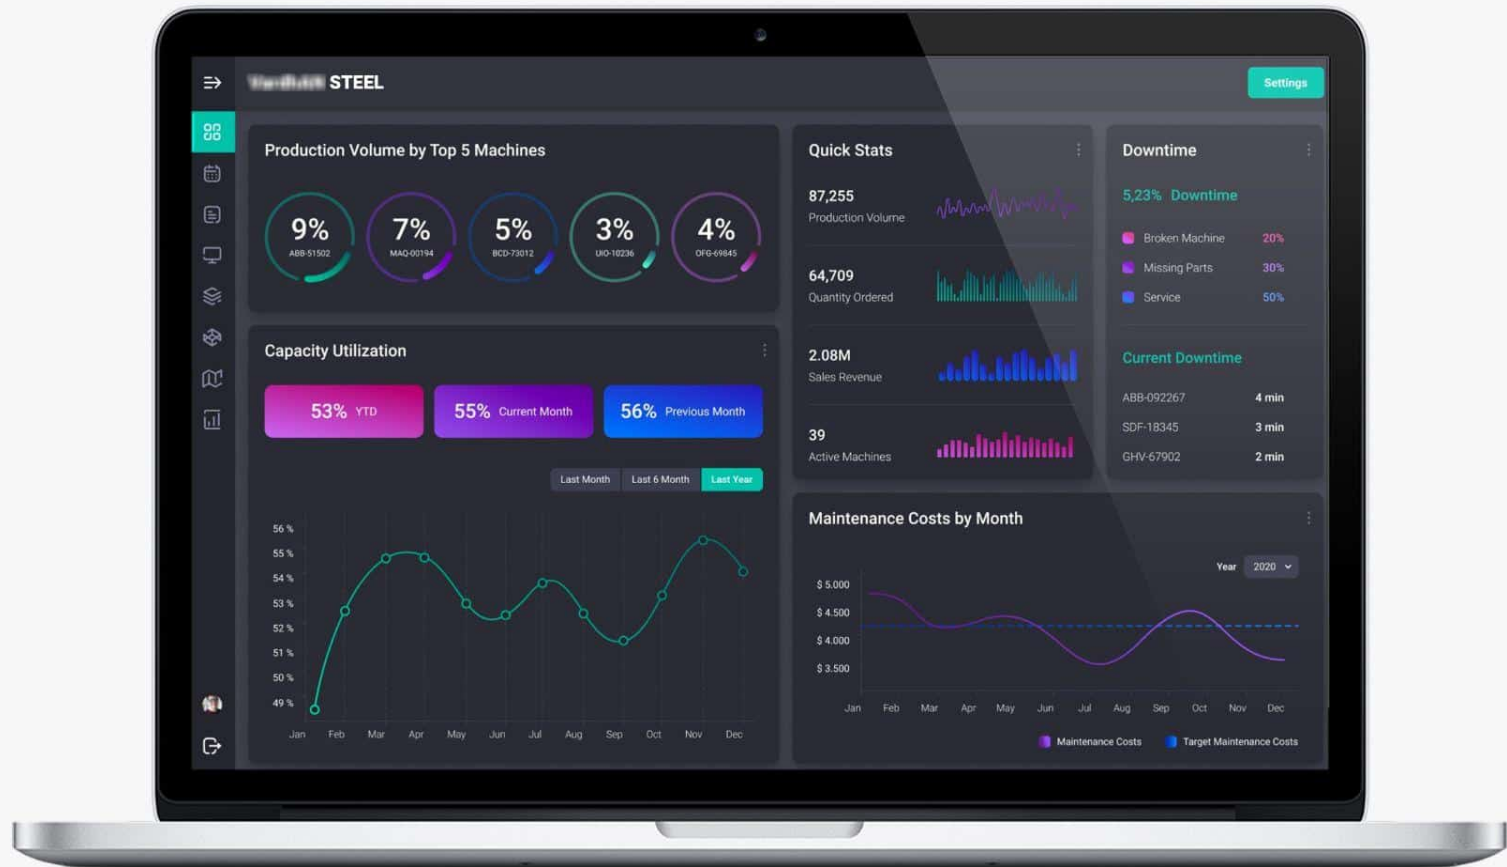 STEEL
Settings
Production Volume by Top 5 Machines
9%
ABB-51502
7%
MAQ-00194
5%
BCD-73012
3%
UIO-10236
4%
OFG-69845
Capacity Utilization
53% YTD
55% Current Month
56% Previous Month
Last Month Last 6 Month Last Year
56 %
55 %
54 %
53 %
52 %
51 %
50 %
49 %
Jan Feb Mar Apr May Jun Jul Aug Sep Oct Nov Dec
Quick Stats
87,255
Production Volume
64,709
Quantity Ordered
2.08M
Sales Revenue
39
Active Machines
Downtime
5,23% Downtime
Broken Machine 20%
Missing Parts 30%
Service 50%
Current Downtime
ABB-092267 4 min
SDF-18345 3 min
GHV-67902 2 min
Maintenance Costs by Month
Year 2020
$ 5.000
$ 4.500
$ 4.000
$ 3.500
Jan Feb Mar Apr May Jun Jul Aug Sep Oct Nov Dec
Maintenance Costs Target Maintenance Costs